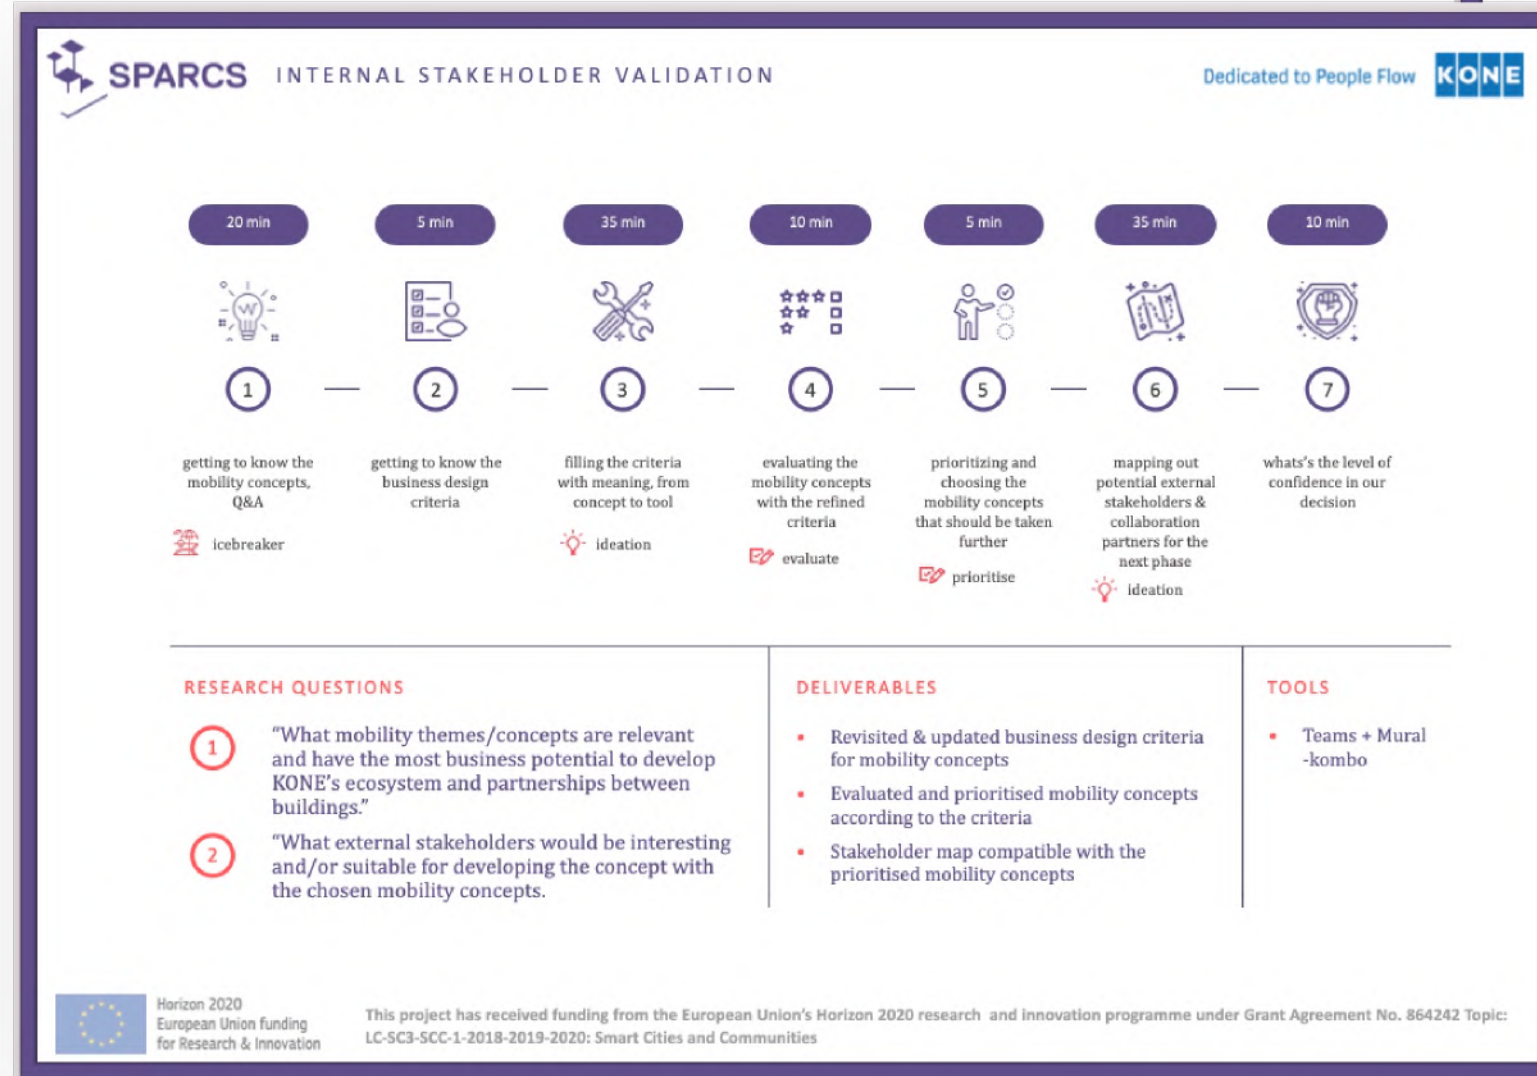 SPARCS INTERNAL STAKEHOLDER VALIDATION
Dedicated to People Flow KONE
20 min
5 min
35 min
10 min
5 min
35 min
10 min
1
2
3
4
5
6
7
getting to know the
mobility concepts,
Q&A
icebreaker
getting to know the
business design
criteria
filling the criteria
with meaning, from
concept to tool
ideation
evaluating the
mobility concepts
with the refined
criteria
evaluate
prioritizing and
choosing the
mobility concepts
that should be taken
further
prioritise
mapping out
potential external
stakeholders &
collaboration
partners for the
next phase
ideation
whats's the level of
confidence in our
decision
RESEARCH QUESTIONS
1
"What mobility themes/concepts are relevant
and have the most business potential to develop
KONE's ecosystem and partnerships between
buildings."
2
"What external stakeholders would be interesting
and/or suitable for developing the concept with
the chosen mobility concepts.
DELIVERABLES
• Revisited & updated business design criteria
for mobility concepts
• Evaluated and prioritised mobility concepts
according to the criteria
• Stakeholder map compatible with the
prioritised mobility concepts
TOOLS
• Teams + Mural
-kombo
Horizon 2020
European Union funding
for Research & Innovation
This project has received funding from the European Union's Horizon 2020 research and innovation programme under Grant Agreement No. 864242 Topic:
LC-SC3-SCC-1-2018-2019-2020: Smart Cities and Communities